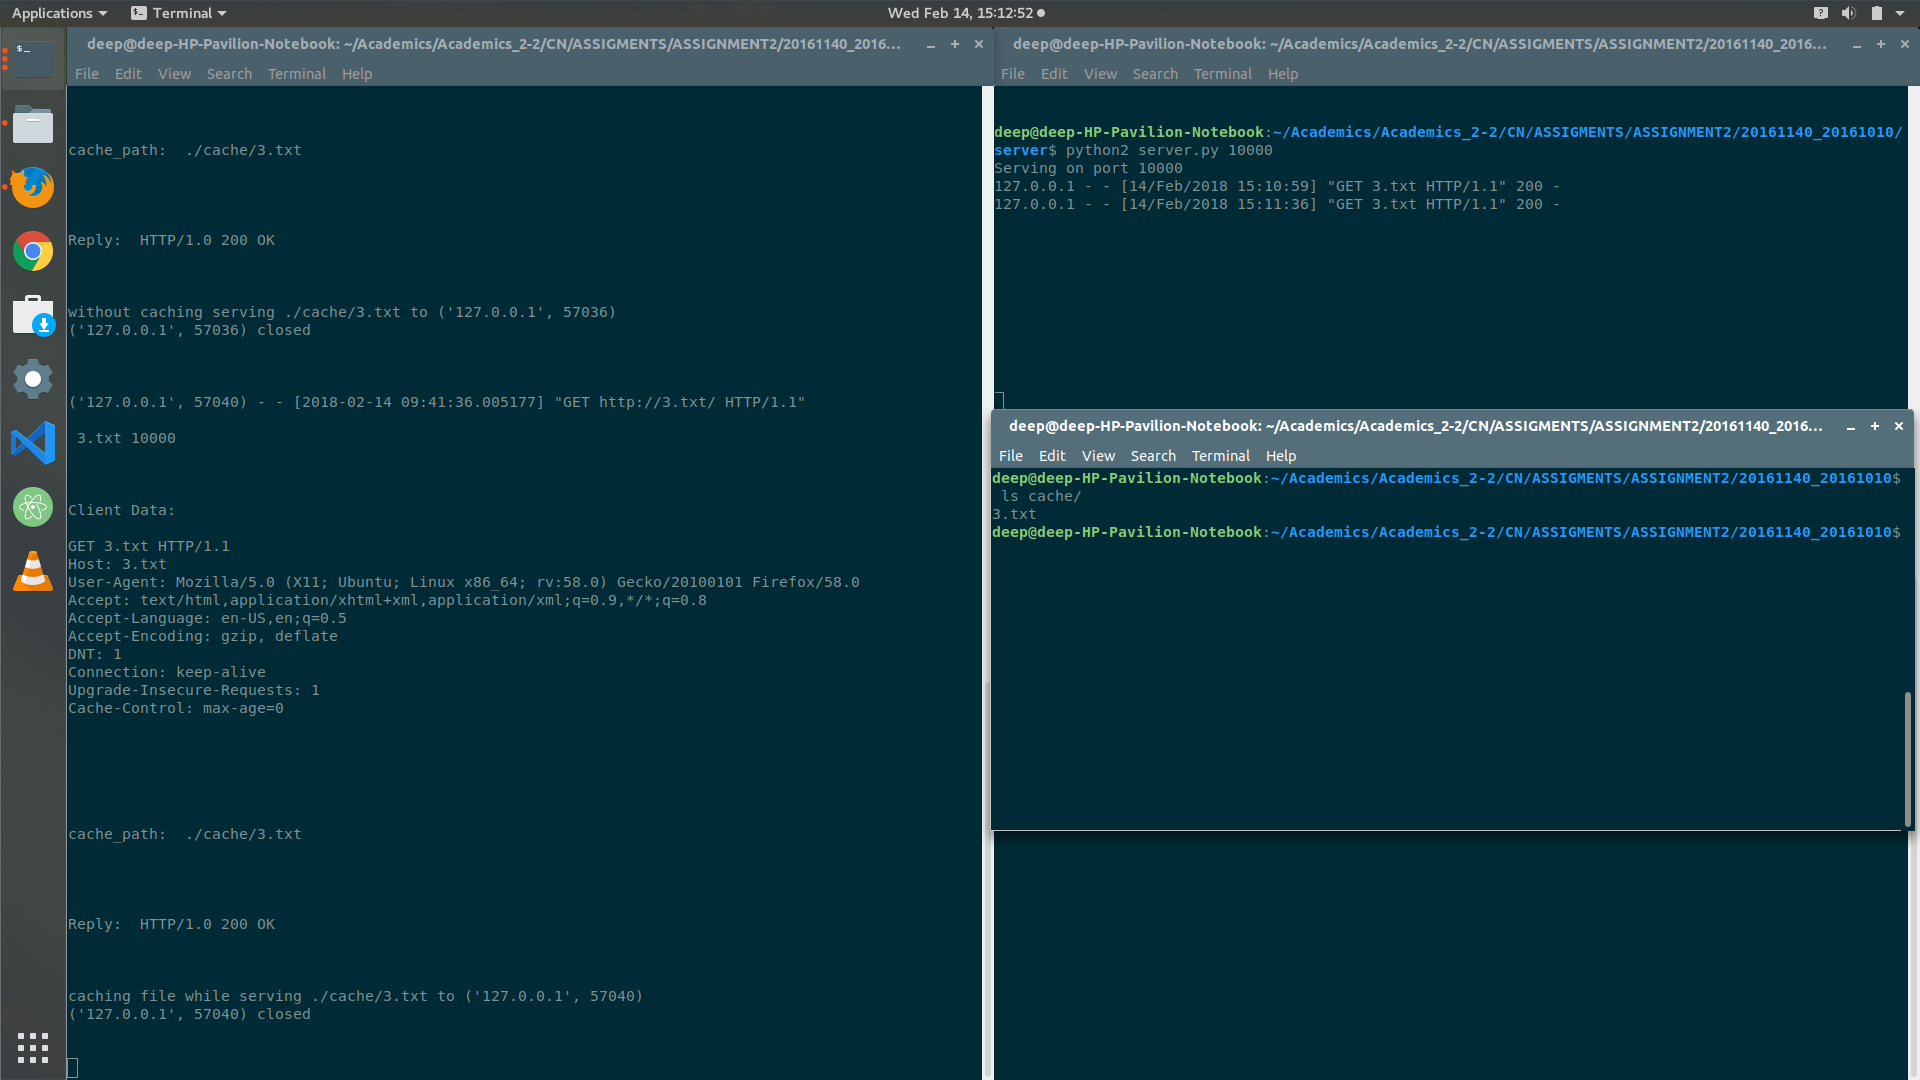 Applications
Terminal
Wed Feb 14, 15:12:52
deep@deep-HP-Pavilion-Notebook: ~/Academics/Academics_2-2/CN/ASSIGMENTS/ASSIGNMENT2/20161140_2016...
File Edit View Search Terminal Help
cache_path:  ./cache/3.txt
Reply:  HTTP/1.0 200 OK
without caching serving ./cache/3.txt to ('127.0.0.1', 57036)
('127.0.0.1', 57036) closed
('127.0.0.1', 57040) - - [2018-02-14 09:41:36.005177] "GET http://3.txt/ HTTP/1.1"
3.txt 10000
Client Data:
GET 3.txt HTTP/1.1
Host: 3.txt
User-Agent: Mozilla/5.0 (X11; Ubuntu; Linux x86_64; rv:58.0) Gecko/20100101 Firefox/58.0
Accept: text/html,application/xhtml+xml,application/xml;q=0.9,*/*;q=0.8
Accept-Language: en-US,en;q=0.5
Accept-Encoding: gzip, deflate
DNT: 1
Connection: keep-alive
Upgrade-Insecure-Requests: 1
Cache-Control: max-age=0
cache_path:  ./cache/3.txt
Reply:  HTTP/1.0 200 OK
caching file while serving ./cache/3.txt to ('127.0.0.1', 57040)
('127.0.0.1', 57040) closed
deep@deep-HP-Pavilion-Notebook: ~/Academics/Academics_2-2/CN/ASSIGMENTS/ASSIGNMENT2/20161140_2016...
File Edit View Search Terminal Help
deep@deep-HP-Pavilion-Notebook:~/Academics/Academics_2-2/CN/ASSIGMENTS/ASSIGNMENT2/20161140_20161010/
server$ python2 server.py 10000
Serving on port 10000
127.0.0.1 - - [14/Feb/2018 15:10:59] "GET 3.txt HTTP/1.1" 200 -
127.0.0.1 - - [14/Feb/2018 15:11:36] "GET 3.txt HTTP/1.1" 200 -
deep@deep-HP-Pavilion-Notebook: ~/Academics/Academics_2-2/CN/ASSIGMENTS/ASSIGNMENT2/20161140_2016...
File Edit View Search Terminal Help
deep@deep-HP-Pavilion-Notebook:~/Academics/Academics_2-2/CN/ASSIGMENTS/ASSIGNMENT2/20161140_20161010$
ls cache/
3.txt
deep@deep-HP-Pavilion-Notebook:~/Academics/Academics_2-2/CN/ASSIGMENTS/ASSIGNMENT2/20161140_20161010$